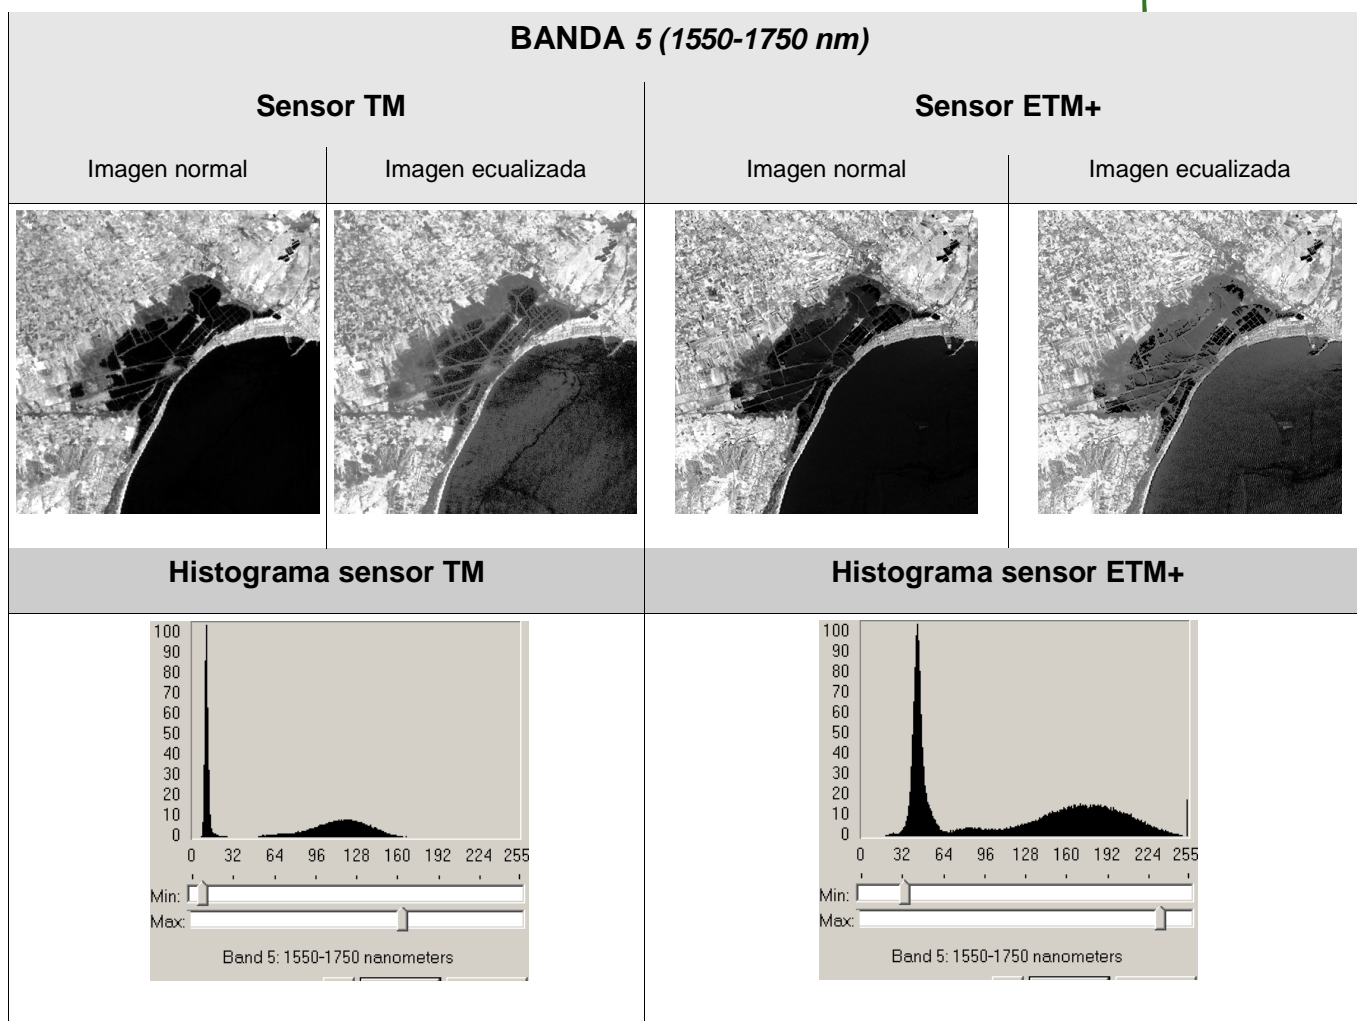 BANDA 5 (1550-1750 nm)
Sensor TM
Sensor ETM+
Imagen normal
Imagen ecualizada
Imagen normal
Imagen ecualizada
Histograma sensor TM
Histograma sensor ETM+
100
90
80
70
60
50
40
30
20
10
0
0 32 64 96 128 160 192 224 255
Min:
Max:
Band 5: 1550-1750 nanometers
100
90
80
70
60
50
40
30
20
10
0
0 32 64 96 128 160 192 224 255
Min:
Max:
Band 5: 1550-1750 nanometers